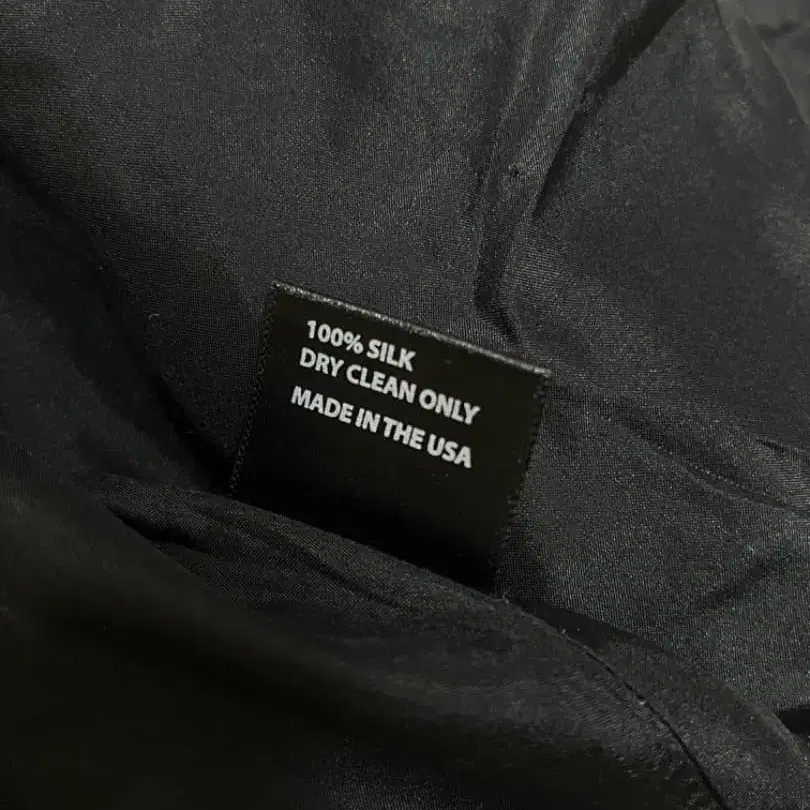 100% SILK
DRY CLEAN ONLY
MADE IN THE USA